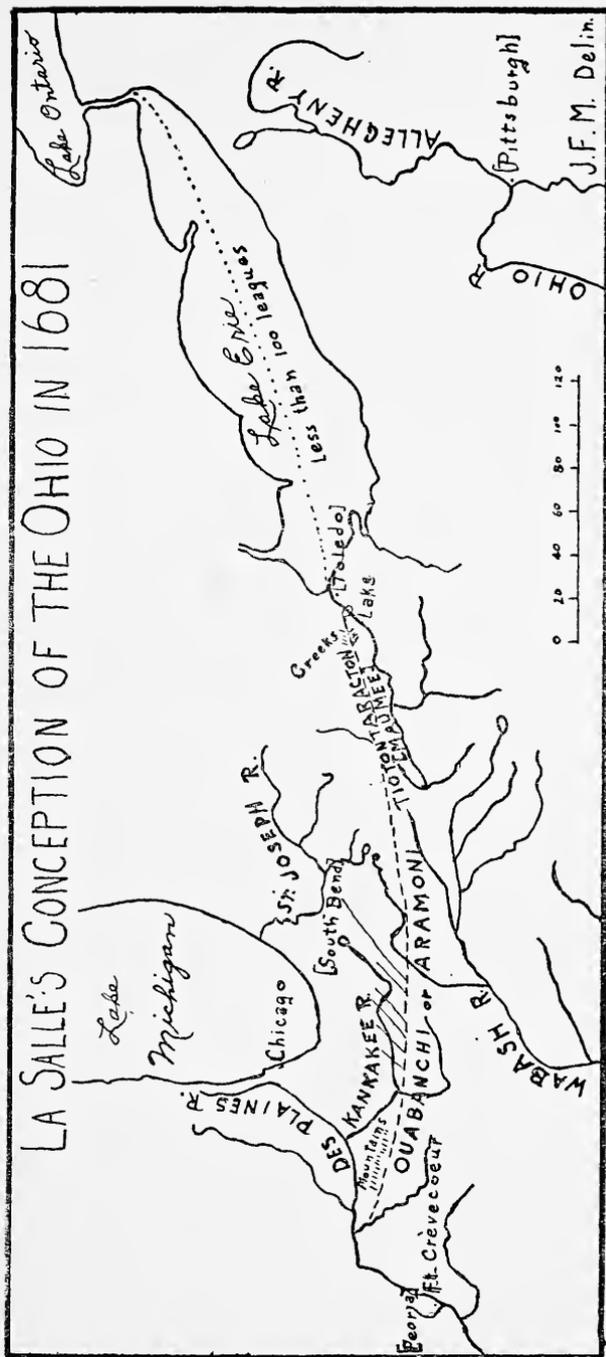 LA SALLE'S CONCEPTION OF THE OHIO IN 1681
Lake Ontario
Lake
Michigan
Chicago
DES PLAINES
R.
KANKAKEE R.
ST. JOSEPH R.
[South Bend]
Mountains
OUABANCHI or ARAMONI
[Peoria]
Ft. Crèvecoeur
WABASH R.
TIOTONTARACTON
[MAUMEE]
Creeks
Lake
[Toledo]
Lake Erie
Less than 100 leagues
ALLEGHENY R.
[Pittsburgh]
OHIO
R
0 20 40 60 80 100 120
J.F.M. Delin.